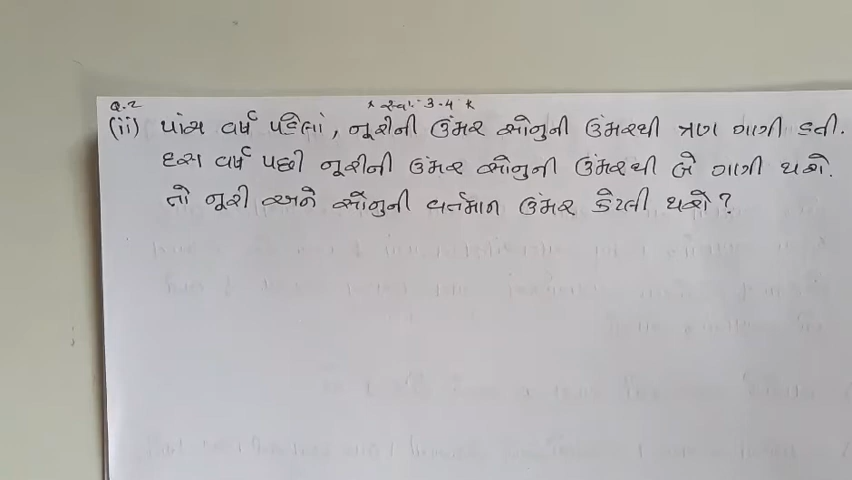 Q.2
* સ્વા. 3.4 *
(ii) પાંચ વર્ષ પહેલાં, નૂરીની ઉંમર સોનુની ઉંમરથી ત્રણ ગણી હતી.
દસ વર્ષ પછી નૂરીની ઉંમર સોનુની ઉંમરથી બે ગણી થશે.
તો નૂરી અને સોનુની વર્તમાન ઉંમર કેટલી થશે?